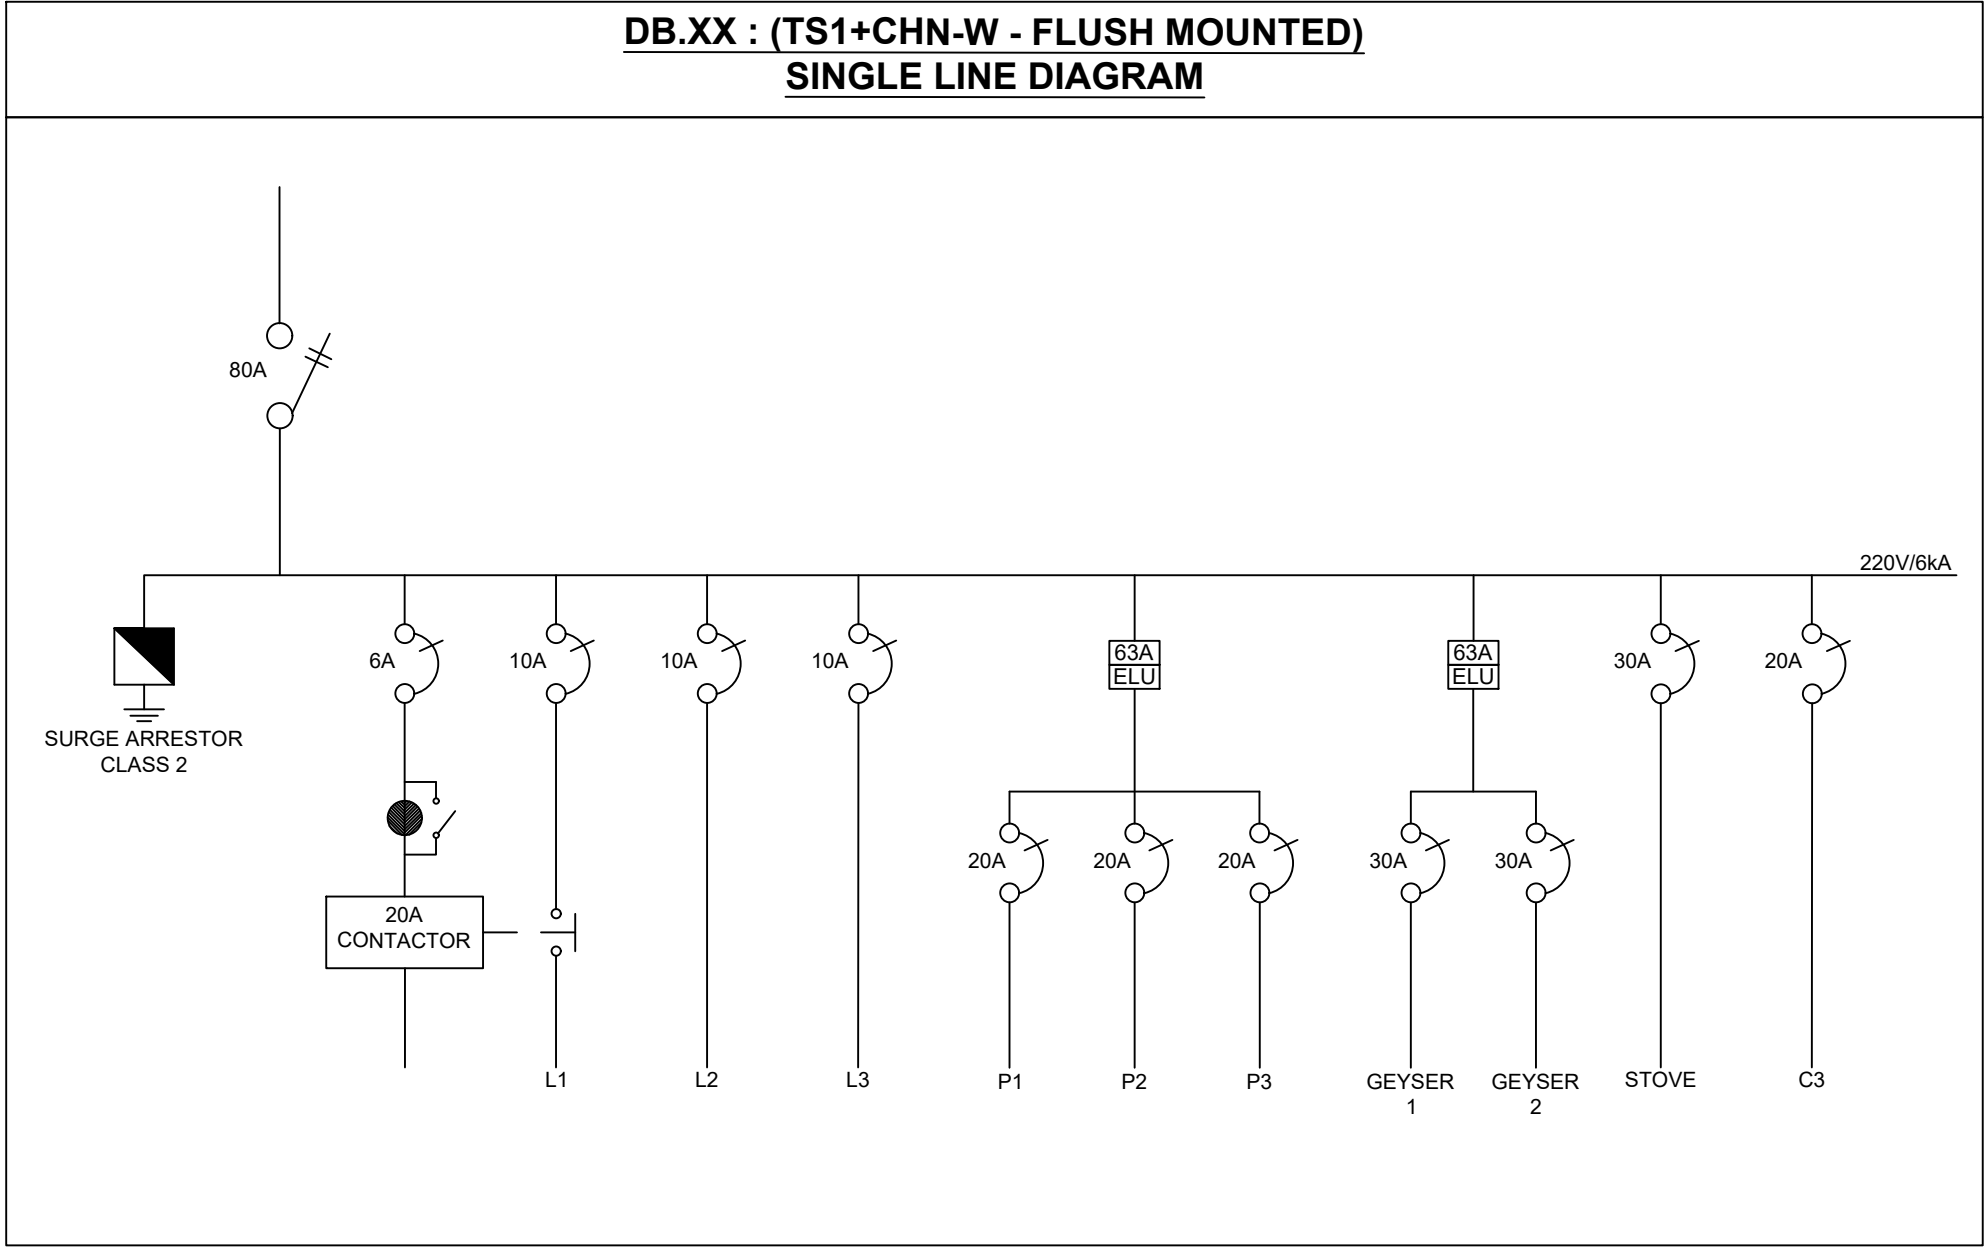 DB.XX : (TS1+CHN-W - FLUSH MOUNTED)
SINGLE LINE DIAGRAM
80A
220V/6kA
SURGE ARRESTOR
CLASS 2
6A
10A
10A
10A
63A
ELU
63A
ELU
30A
20A
20A
20A
20A
30A
30A
20A
CONTACTOR
L1
L2
L3
P1
P2
P3
GEYSER
1
GEYSER
2
STOVE
C3